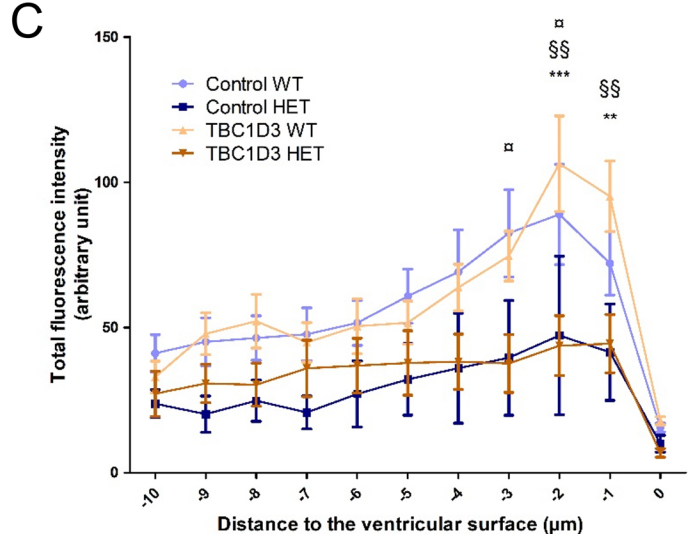 C
¤
§§
***
§§
**
¤
150
100
50
0
Total fluorescence intensity
(arbitrary unit)
Control WT
Control HET
TBC1D3 WT
TBC1D3 HET
-10 -9 -8 -7 -6 -5 -4 -3 -2 -1 0
Distance to the ventricular surface (µm)